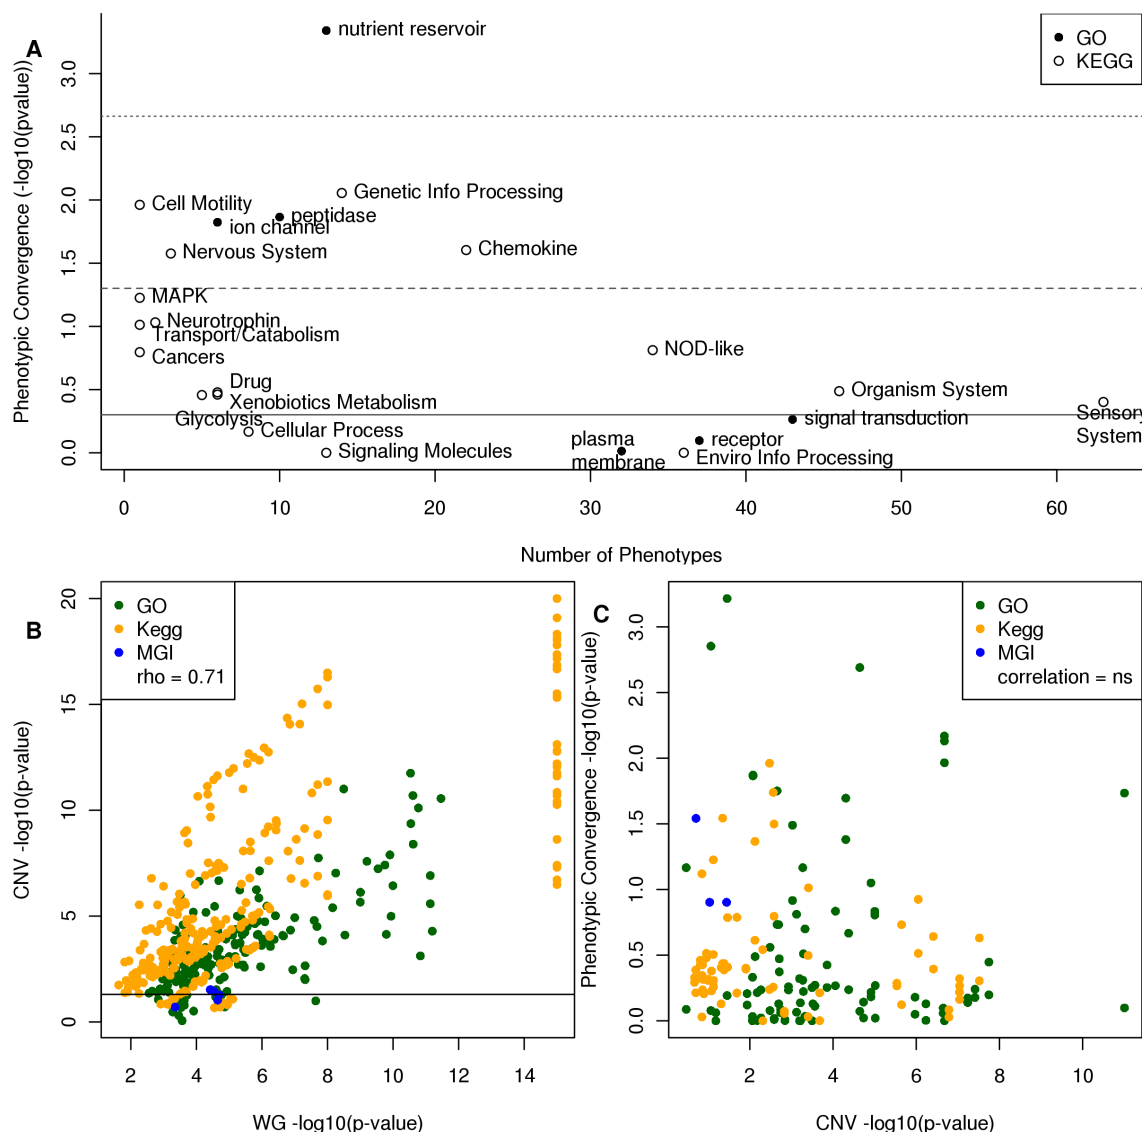 A
Phenotypic Convergence (-log10(pvalue))
0.0
0.5
1.0
1.5
2.0
2.5
3.0
nutrient reservoir
GO
KEGG
Genetic Info Processing
Cell Motility
peptidase
ion channel
Nervous System
Chemokine
MAPK
Neurotrophin
Transport/Catabolism
Cancers
NOD-like
Drug
Xenobiotics Metabolism
Organism System
Glycolysis
Cellular Process
signal transduction
Sensory
System
plasma
membrane
receptor
Signaling Molecules
Enviro Info Processing
0 10 20 30 40 50 60
Number of Phenotypes
B
GO
Kegg
MGI
rho = 0.71
CNV -log10(p-value)
0
5
10
15
20
2 4 6 8 10 12 14
WG -log10(p-value)
C
GO
Kegg
MGI
correlation = ns
Phenotypic Convergence -log10(p-value)
0.0
0.5
1.0
1.5
2.0
2.5
3.0
2 4 6 8 10
CNV -log10(p-value)